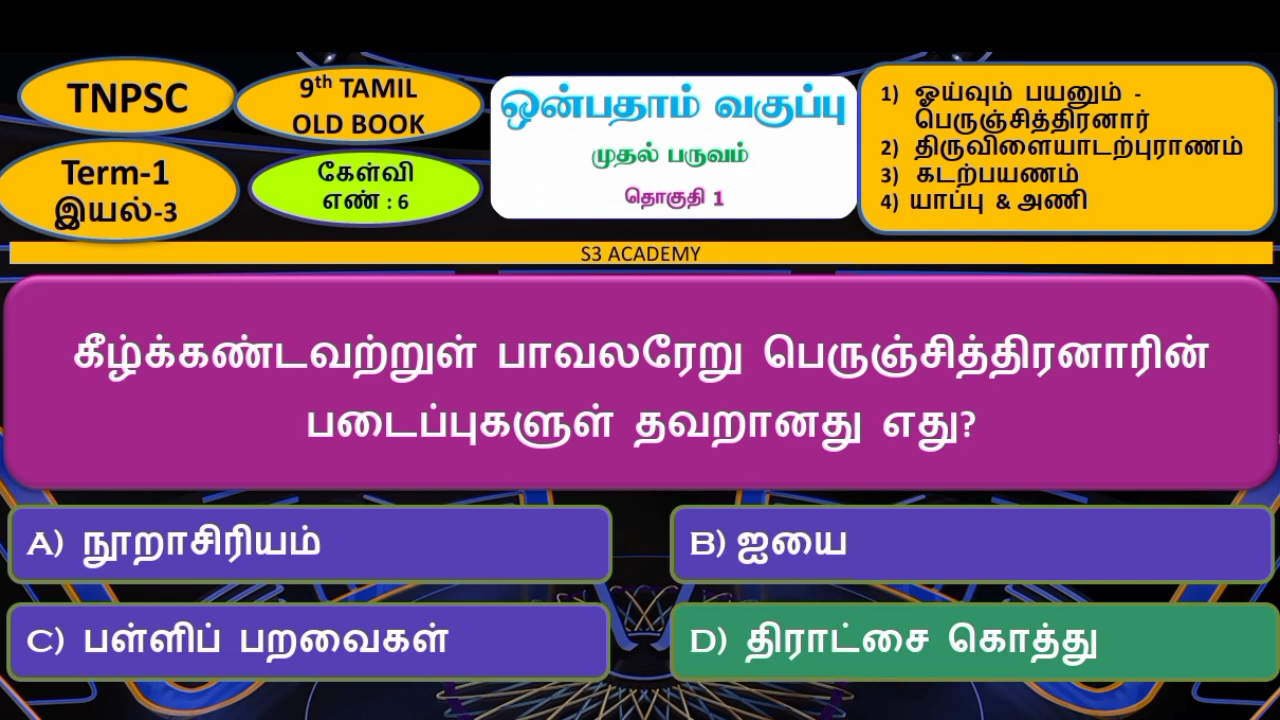 TNPSC
9th TAMIL
OLD BOOK
Term-1
இயல்-3
கேள்வி
எண் : 6
ஒன்பதாம் வகுப்பு
முதல் பருவம்
தொகுதி 1
1) ஓய்வும் பயனும் -
பெருஞ்சித்திரனார்
2) திருவிளையாடற்புராணம்
3) கடற்பயணம்
4) யாப்பு & அணி
S3 ACADEMY
கீழ்க்கண்டவற்றுள் பாவலரேறு பெருஞ்சித்திரனாரின்
படைப்புகளுள் தவறானது எது?
A) நூறாசிரியம்
B) ஐயை
C) பள்ளிப் பறவைகள்
D) திராட்சை கொத்து